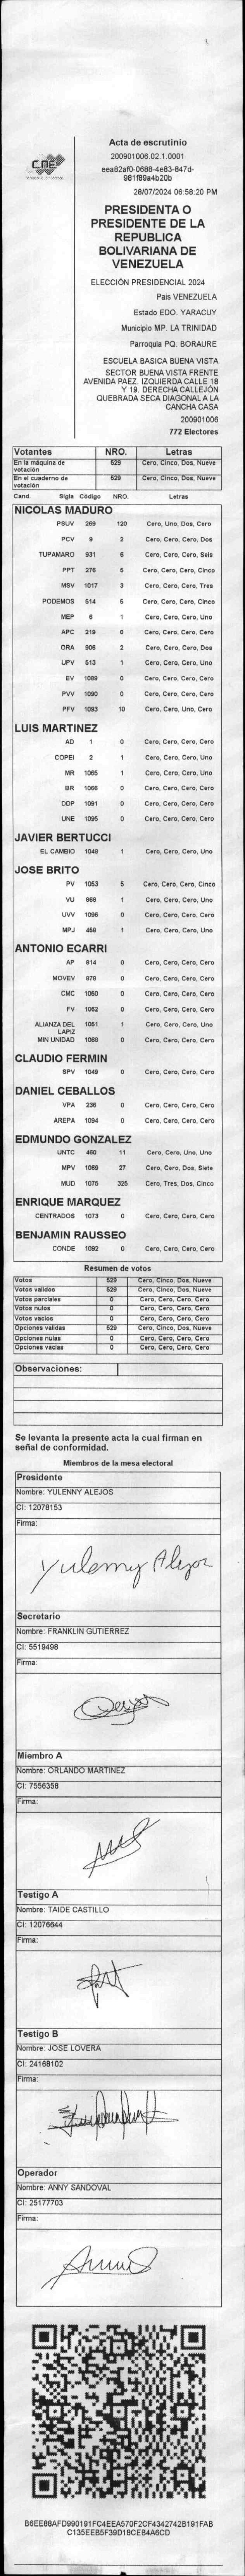 Acta de escrutinio
200901006.02.1.0001
eea82af0-0688-4e83-847d-
981f89a4b20b
28/07/2024 06:58:20 PM
CNE
PRESIDENTA O
PRESIDENTE DE LA
REPUBLICA
BOLIVARIANA DE
VENEZUELA
ELECCIÓN PRESIDENCIAL 2024
Pais VENEZUELA
Estado EDO. YARACUY
Municipio MP. LA TRINIDAD
Parroquia PQ. BORAURE
ESCUELA BASICA BUENA VISTA
SECTOR BUENA VISTA FRENTE
AVENIDA PAEZ. IZQUIERDA CALLE 18
Y 19. DERECHA CALLEJÓN
QUEBRADA SECA DIAGONAL A LA
CANCHA CASA
200901006
772 Electores
Votantes NRO. Letras
En la máquina de votación 529 Cero, Cinco, Dos, Nueve
En el cuaderno de votación 529 Cero, Cinco, Dos, Nueve
Cand. Sigla Código NRO. Letras
NICOLAS MADURO
PSUV 269 120 Cero, Uno, Dos, Cero
PCV 9 2 Cero, Cero, Cero, Dos
TUPAMARO 931 6 Cero, Cero, Cero, Seis
PPT 276 5 Cero, Cero, Cero, Cinco
MSV 1017 3 Cero, Cero, Cero, Tres
PODEMOS 514 5 Cero, Cero, Cero, Cinco
MEP 6 1 Cero, Cero, Cero, Uno
APC 219 0 Cero, Cero, Cero, Cero
ORA 906 2 Cero, Cero, Cero, Dos
UPV 513 1 Cero, Cero, Cero, Uno
EV 1089 0 Cero, Cero, Cero, Cero
PVV 1090 0 Cero, Cero, Cero, Cero
PFV 1093 10 Cero, Cero, Uno, Cero
LUIS MARTINEZ
AD 1 0 Cero, Cero, Cero, Cero
COPEI 2 1 Cero, Cero, Cero, Uno
MR 1065 1 Cero, Cero, Cero, Uno
BR 1066 0 Cero, Cero, Cero, Cero
DDP 1091 0 Cero, Cero, Cero, Cero
UNE 1095 0 Cero, Cero, Cero, Cero
JAVIER BERTUCCI
EL CAMBIO 1048 1 Cero, Cero, Cero, Uno
JOSE BRITO
PV 1053 5 Cero, Cero, Cero, Cinco
VU 988 1 Cero, Cero, Cero, Uno
UVV 1096 0 Cero, Cero, Cero, Cero
MPJ 458 1 Cero, Cero, Cero, Uno
ANTONIO ECARRI
AP 814 0 Cero, Cero, Cero, Cero
MOVEV 878 0 Cero, Cero, Cero, Cero
CMC 1050 0 Cero, Cero, Cero, Cero
FV 1052 0 Cero, Cero, Cero, Cero
ALIANZA DEL LAPIZ 1051 1 Cero, Cero, Cero, Uno
MIN UNIDAD 1068 0 Cero, Cero, Cero, Cero
CLAUDIO FERMIN
SPV 1049 0 Cero, Cero, Cero, Cero
DANIEL CEBALLOS
VPA 236 0 Cero, Cero, Cero, Cero
AREPA 1094 0 Cero, Cero, Cero, Cero
EDMUNDO GONZALEZ
UNTC 460 11 Cero, Cero, Uno, Uno
MPV 1069 27 Cero, Cero, Dos, Siete
MUD 1075 325 Cero, Tres, Dos, Cinco
ENRIQUE MARQUEZ
CENTRADOS 1073 0 Cero, Cero, Cero, Cero
BENJAMIN RAUSSEO
CONDE 1092 0 Cero, Cero, Cero, Cero
Resumen de votos
Votos 529 Cero, Cinco, Dos, Nueve
Votos validos 529 Cero, Cinco, Dos, Nueve
Votos parciales 0 Cero, Cero, Cero, Cero
Votos nulos 0 Cero, Cero, Cero, Cero
Votos vacios 0 Cero, Cero, Cero, Cero
Opciones validas 529 Cero, Cinco, Dos, Nueve
Opciones nulas 0 Cero, Cero, Cero, Cero
Opciones vacias 0 Cero, Cero, Cero, Cero
Observaciones:
Se levanta la presente acta la cual firman en
señal de conformidad.
Miembros de la mesa electoral
Presidente
Nombre: YULENNY ALEJOS
CI: 12078153
Firma:
Yulenny Alejos
Secretario
Nombre: FRANKLIN GUTIERREZ
CI: 5519498
Firma:
Miembro A
Nombre: ORLANDO MARTINEZ
CI: 7556358
Firma:
Testigo A
Nombre: TAIDE CASTILLO
CI: 12076644
Firma:
Testigo B
Nombre: JOSE LOVERA
CI: 24168102
Firma:
Operador
Nombre: ANNY SANDOVAL
CI: 25177703
Firma:
B6EE88AFD990191FC4EEA570F2CF4342742B191FAB
C135EEB5F39D18CEB4A6CD